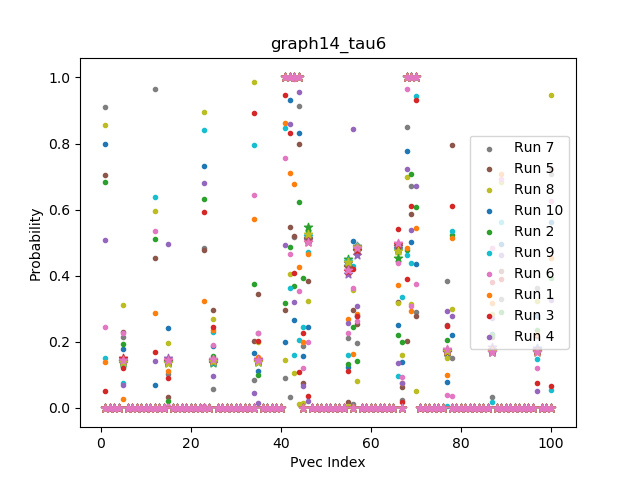 graph14_tau6
Probability
1.0
0.8
0.6
0.4
0.2
0.0
Run 7
Run 5
Run 8
Run 10
Run 2
Run 9
Run 6
Run 1
Run 3
Run 4
0
20
40
60
80
100
Pvec Index